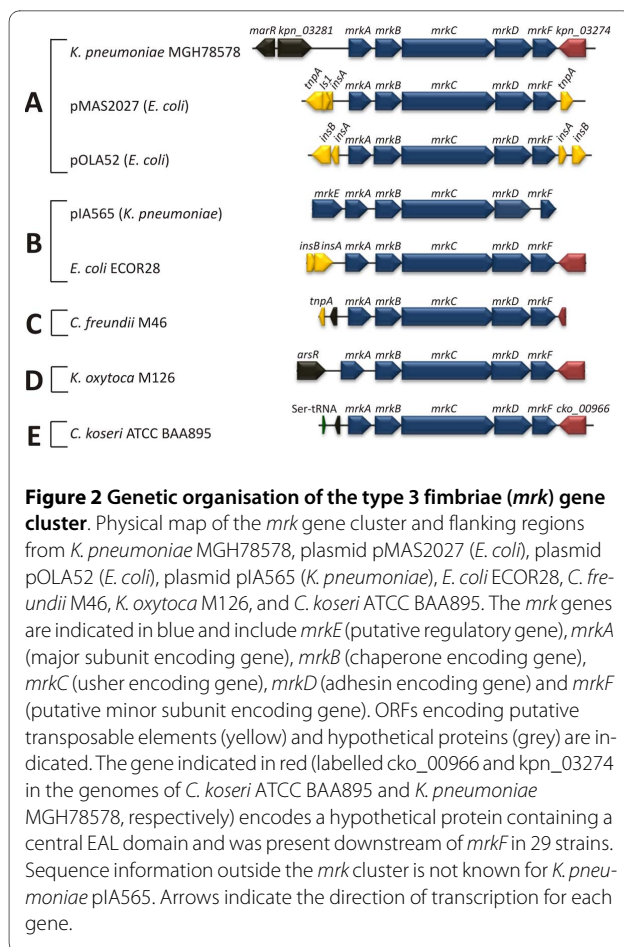 marR kpn_03281 mrkA mrkB mrkC mrkD mrkF kpn_03274
K. pneumoniae MGH78578
tnpA Is1 insA mrkA mrkB mrkC mrkD mrkF tnpA
A pMAS2027 (E. coli)
insB insA mrkA mrkB mrkC mrkD mrkF insA insB
pOLA52 (E. coli)
mrkE mrkA mrkB mrkC mrkD mrkF
pIA565 (K. pneumoniae)
B
insB insA mrkA mrkB mrkC mrkD mrkF
E. coli ECOR28
tnpA mrkA mrkB mrkC mrkD mrkF
C C. freundii M46
arsR mrkA mrkB mrkC mrkD mrkF
D K. oxytoca M126
Ser-tRNA mrkA mrkB mrkC mrkD mrkF cko_00966
E C. koseri ATCC BAA895
Figure 2 Genetic organisation of the type 3 fimbriae (mrk) gene
cluster. Physical map of the mrk gene cluster and flanking regions
from K. pneumoniae MGH78578, plasmid pMAS2027 (E. coli), plasmid
pOLA52 (E. coli), plasmid pIA565 (K. pneumoniae), E. coli ECOR28, C. fre-
undii M46, K. oxytoca M126, and C. koseri ATCC BAA895. The mrk genes
are indicated in blue and include mrkE (putative regulatory gene), mrkA
(major subunit encoding gene), mrkB (chaperone encoding gene),
mrkC (usher encoding gene), mrkD (adhesin encoding gene) and mrkF
(putative minor subunit encoding gene). ORFs encoding putative
transposable elements (yellow) and hypothetical proteins (grey) are in-
dicated. The gene indicated in red (labelled cko_00966 and kpn_03274
in the genomes of C. koseri ATCC BAA895 and K. pneumoniae
MGH78578, respectively) encodes a hypothetical protein containing a
central EAL domain and was present downstream of mrkF in 29 strains.
Sequence information outside the mrk cluster is not known for K. pneu-
moniae pIA565. Arrows indicate the direction of transcription for each
gene.